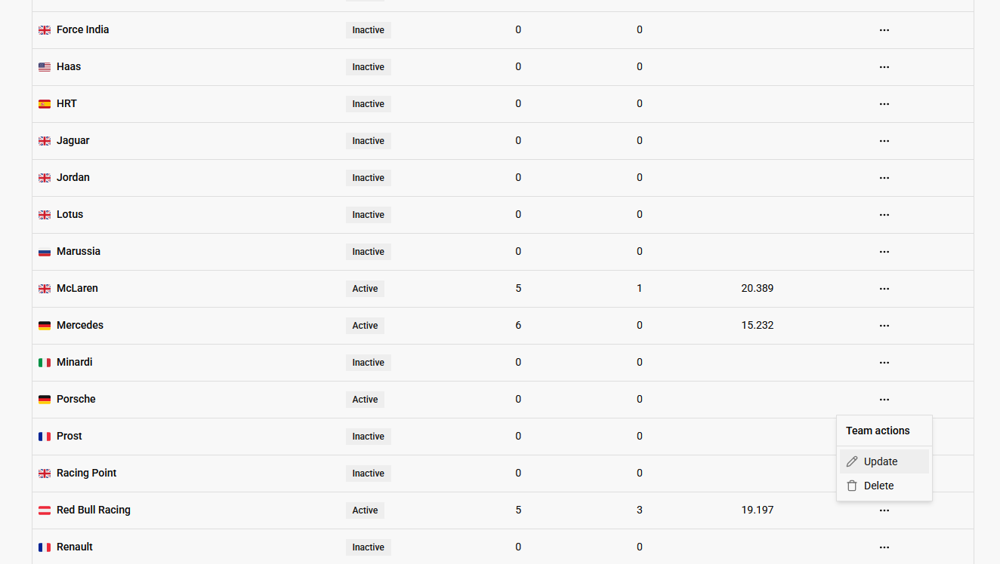 Force India Inactive 0 0 ...
Haas Inactive 0 0 ...
HRT Inactive 0 0 ...
Jaguar Inactive 0 0 ...
Jordan Inactive 0 0 ...
Lotus Inactive 0 0 ...
Marussia Inactive 0 0 ...
McLaren Active 5 1 20.389 ...
Mercedes Active 6 0 15.232 ...
Minardi Inactive 0 0 ...
Porsche Active 0 0 ...
Prost Inactive 0 0
Team actions
Update
Delete
Racing Point Inactive 0 0
Red Bull Racing Active 5 3 19.197 ...
Renault Inactive 0 0 ...